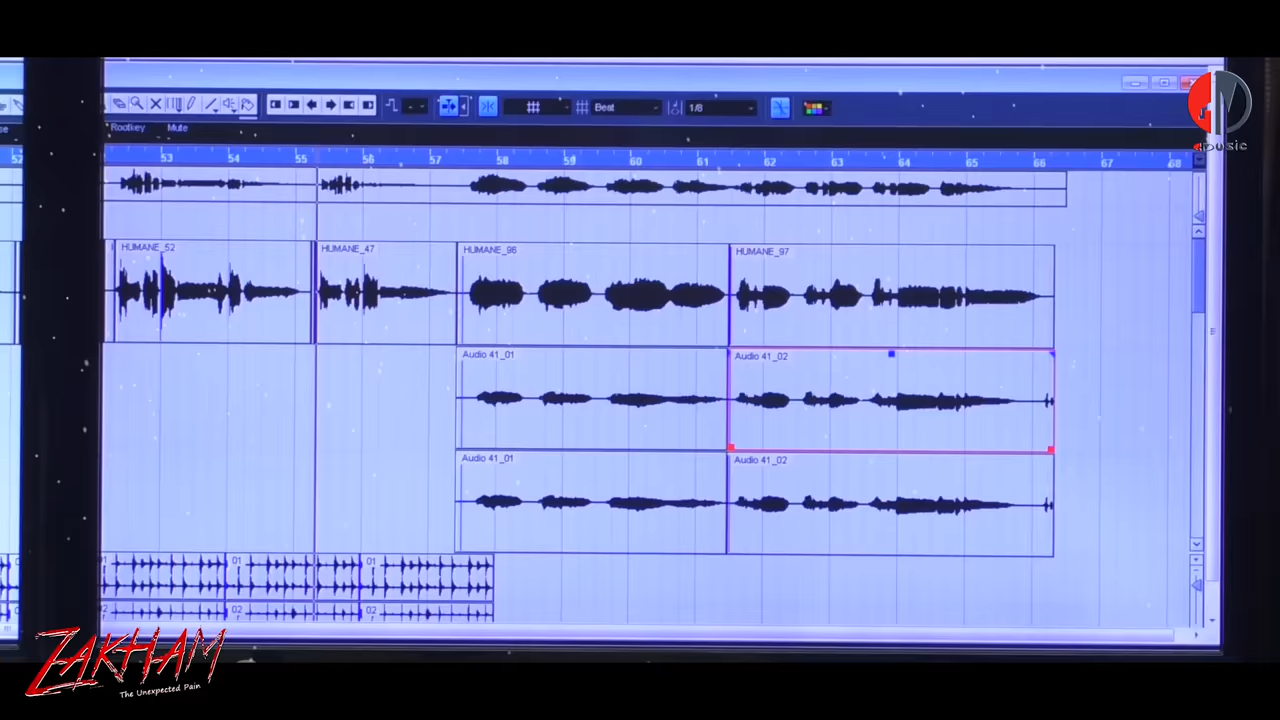 Beat
1/8
Rootkey Mute
52 53 54 55 56 57 58 59 60 61 62 63 64 65 66 67 68
HUMANE_52 HUMANE_47 HUMANE_96 HUMANE_97
Audio 41_01 Audio 41_02
Audio 41_01 Audio 41_02
01 01
02 02
ZAKHAM
The Unexpected Pain